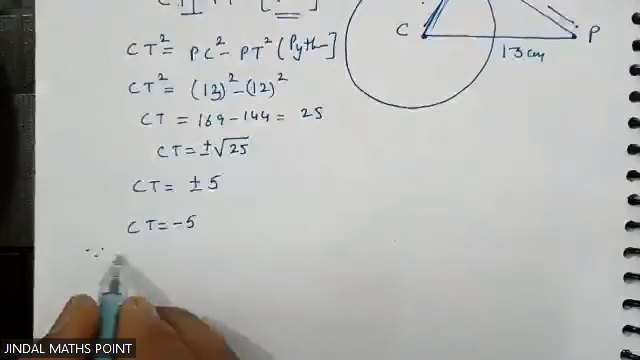 CT² = PC² - PT² (Pyth]
CT² = (13)² - (12)²
CT = 169 - 144 = 25
CT = ±√25
CT = ± 5
CT = -5
∵
C
P
13 cm
JINDAL MATHS POINT